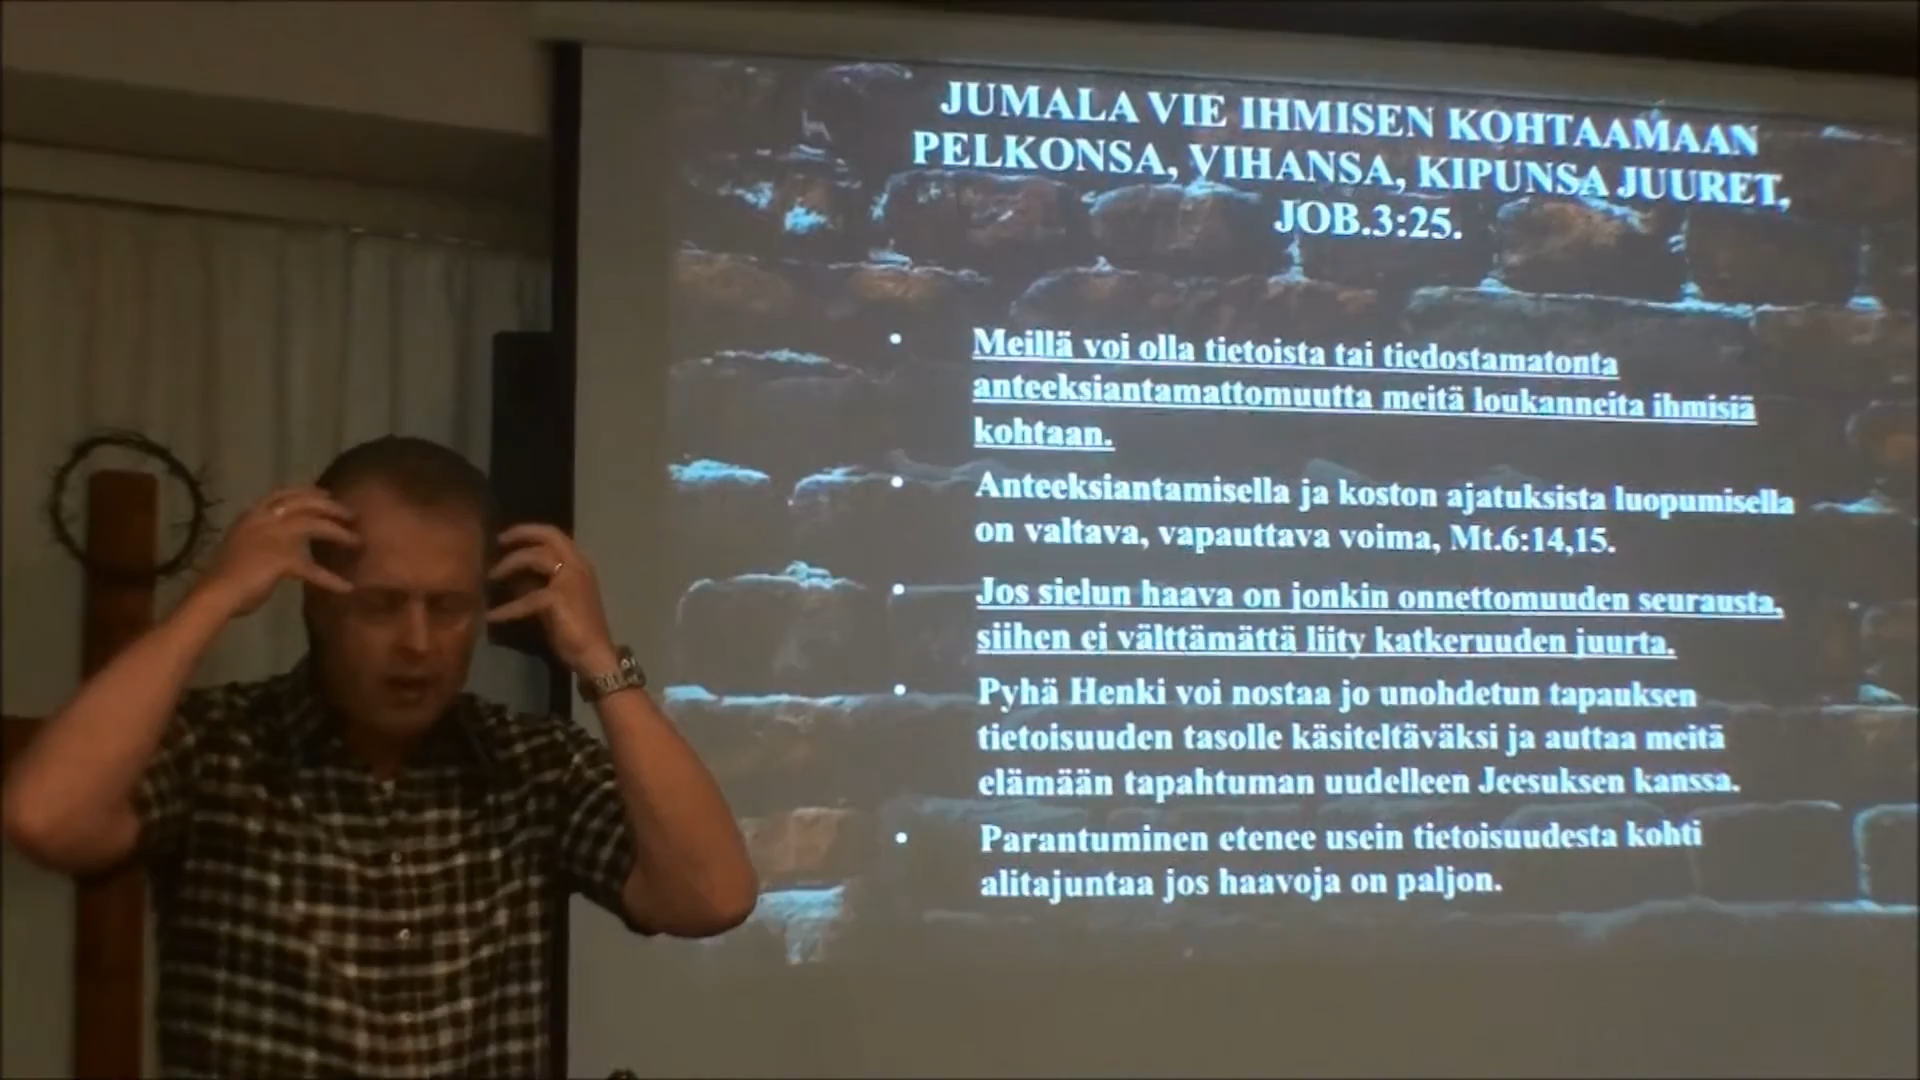 JUMALA VIE IHMISEN KOHTAAMAAN
PELKONSA, VIHANSA, KIPUNSA JUURET,
JOB.3:25.
• Meillä voi olla tietoista tai tiedostamatonta
anteeksiantamattomuutta meitä loukanneita ihmisiä
kohtaan.
• Anteeksiantamisella ja koston ajatuksista luopumisella
on valtava, vapauttava voima, Mt.6:14,15.
• Jos sielun haava on jonkin onnettomuuden seurausta,
siihen ei välttämättä liity katkeruuden juurta.
• Pyhä Henki voi nostaa jo unohdetun tapauksen
tietoisuuden tasolle käsiteltäväksi ja auttaa meitä
elämään tapahtuman uudelleen Jeesuksen kanssa.
• Parantuminen etenee usein tietoisuudesta kohti
alitajuntaa jos haavoja on paljon.